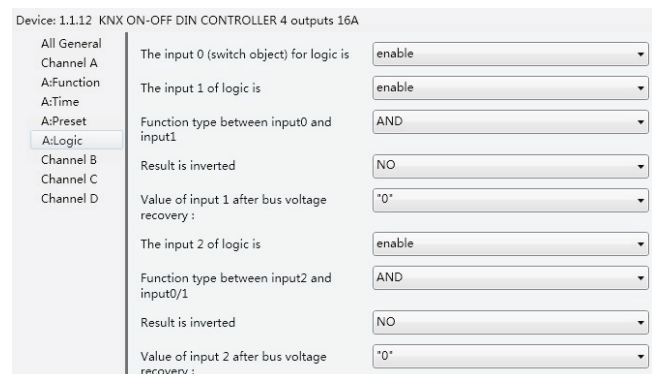 Device: 1.1.12 KNX ON-OFF DIN CONTROLLER 4 outputs 16A
All General
Channel A
A:Function
A:Time
A:Preset
A:Logic
Channel B
Channel C
Channel D
The input 0 (switch object) for logic is
enable
The input 1 of logic is
enable
Function type between input0 and
input1
AND
Result is inverted
NO
Value of input 1 after bus voltage
recovery :
"0"
The input 2 of logic is
enable
Function type between input2 and
input0/1
AND
Result is inverted
NO
Value of input 2 after bus voltage
recovery :
"0"